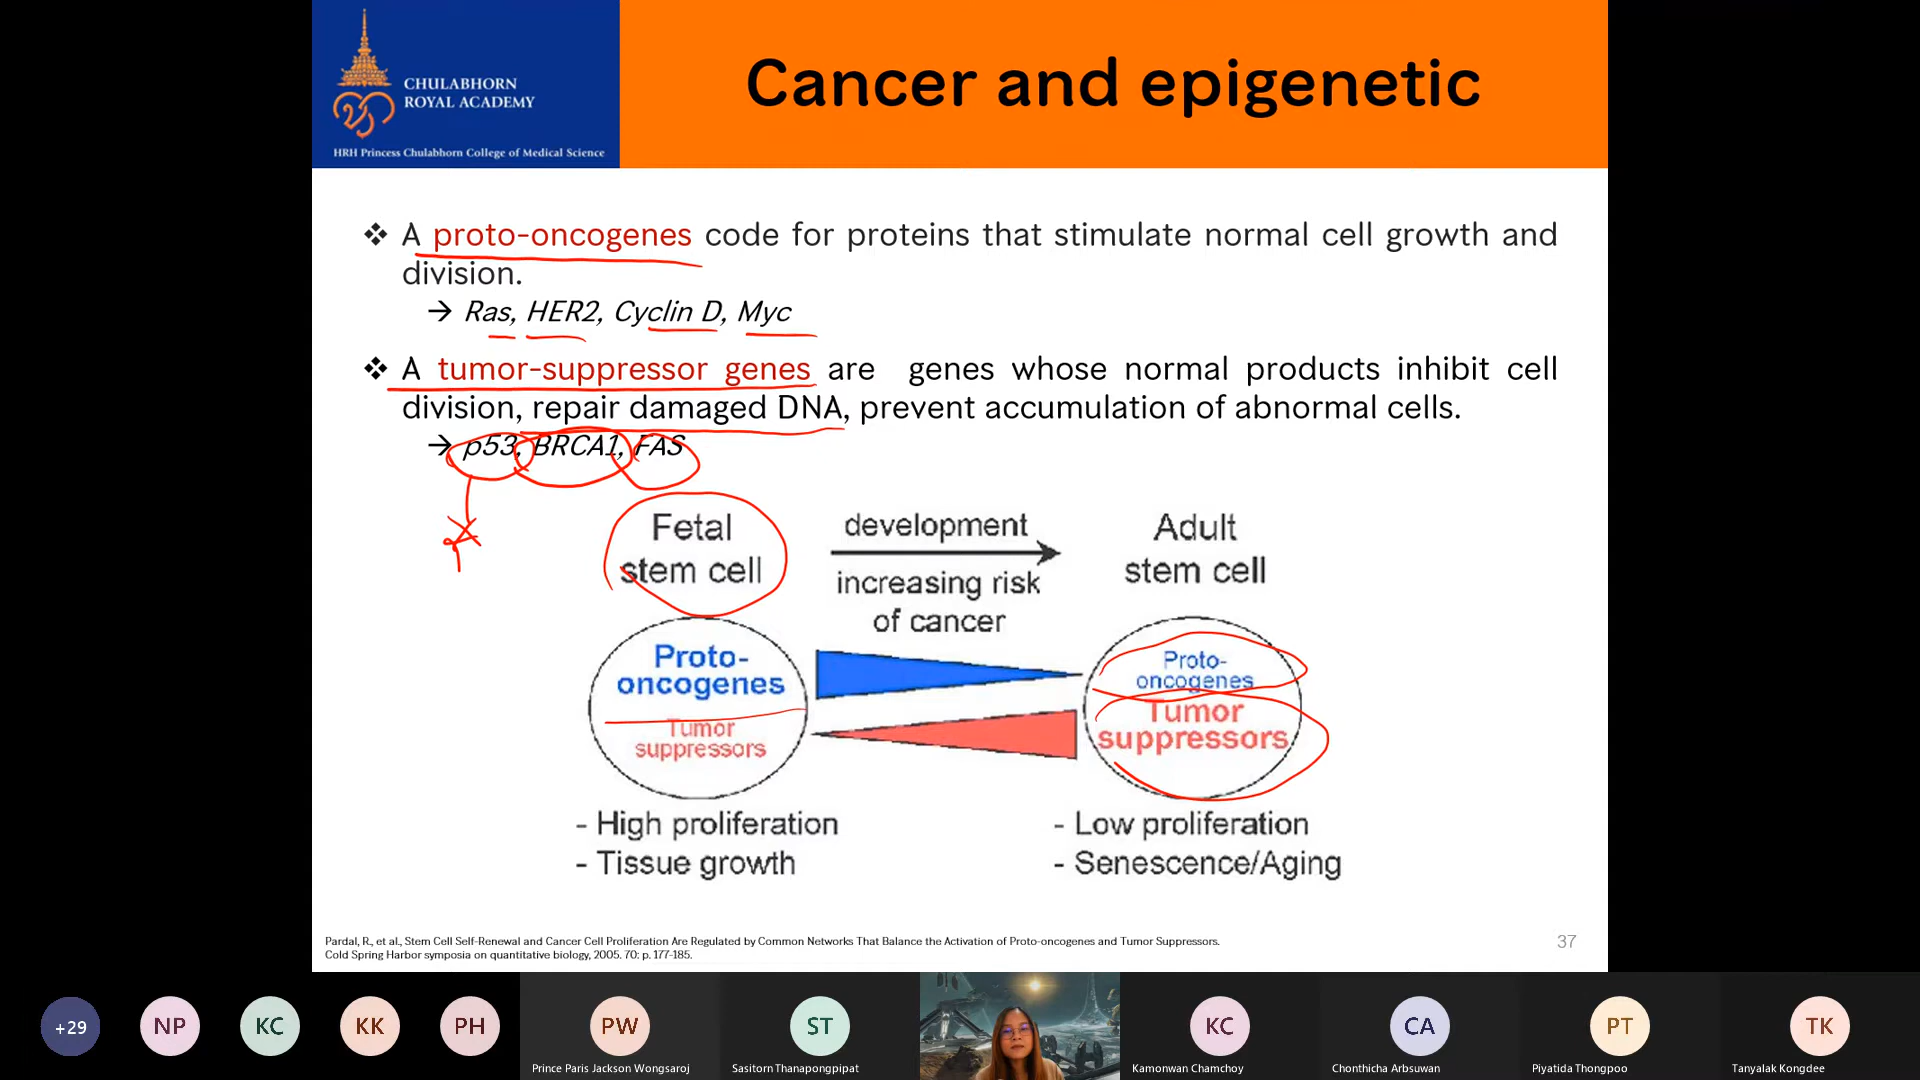 CHULABHORN
ROYAL ACADEMY
HRH Princess Chulabhorn College of Medical Science
Cancer and epigenetic
❖ A proto-oncogenes code for proteins that stimulate normal cell growth and
division.
→ Ras, HER2, Cyclin D, Myc
❖ A tumor-suppressor genes are genes whose normal products inhibit cell
division, repair damaged DNA, prevent accumulation of abnormal cells.
→ p53, BRCA1, FAS
Fetal
stem cell
development
increasing risk
of cancer
Adult
stem cell
Proto-
oncogenes
Tumor
suppressors
Proto-
oncogenes
Tumor
suppressors
- High proliferation
- Tissue growth
- Low proliferation
- Senescence/Aging
Pardal, R., et al., Stem Cell Self-Renewal and Cancer Cell Proliferation Are Regulated by Common Networks That Balance the Activation of Proto-oncogenes and Tumor Suppressors.
Cold Spring Harbor symposia on quantitative biology, 2005. 70: p. 177-185.
37
+29
NP
KC
KK
PH
PW
ST
KC
CA
PT
TK
Prince Paris Jackson Wongsaroj
Sasitorn Thanapongpipat
Kamonwan Chamchoy
Chonthicha Arbsuwan
Piyatida Thongpoo
Tanyalak Kongdee